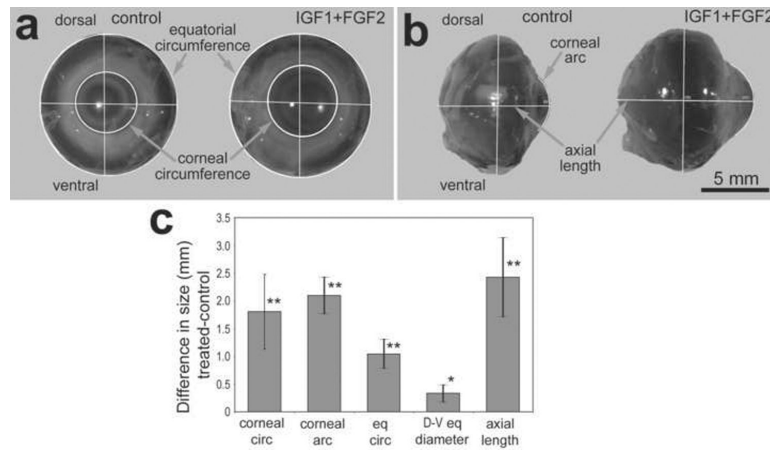 a
dorsal
control
IGF1+FGF2
equatorial
circumference
corneal
circumference
ventral
b
dorsal
control
IGF1+FGF2
corneal
arc
axial
length
ventral
5 mm
c
Difference in size (mm)
treated-control
3.5
3.0
2.5
2.0
1.5
1.0
0.5
0
**
**
**
*
**
corneal
circ
corneal
arc
eq
circ
D-V eq
diameter
axial
length